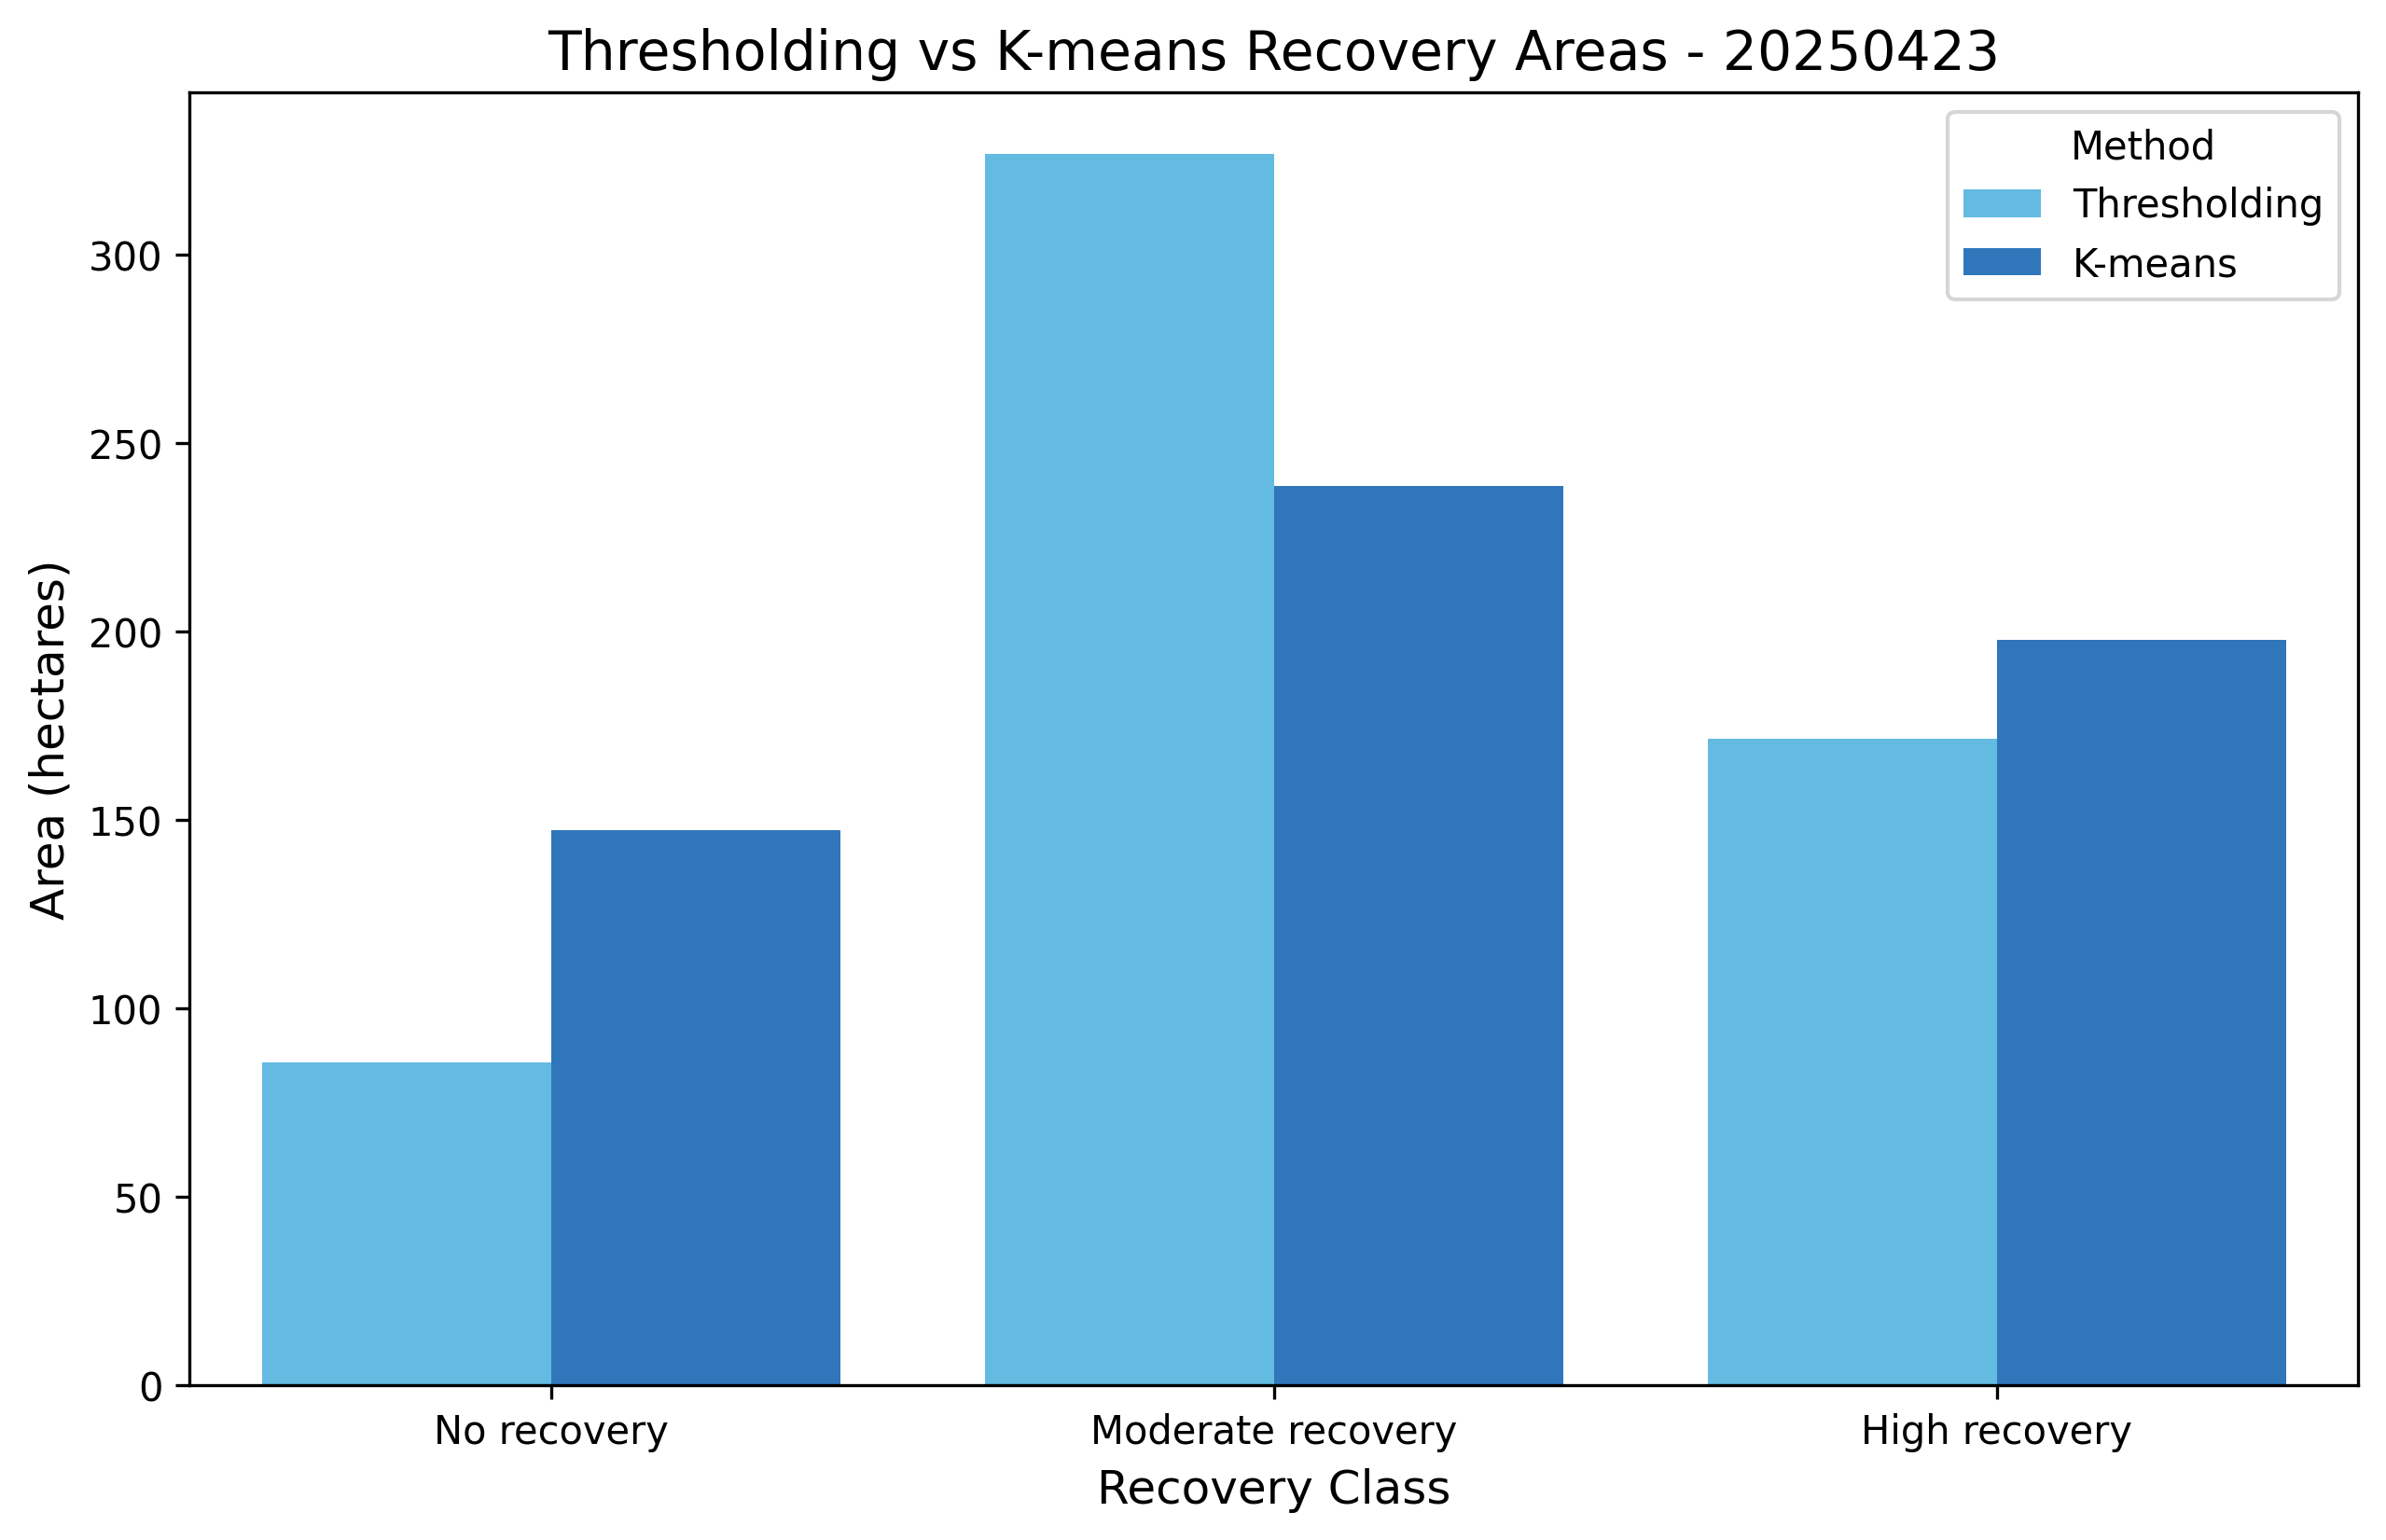 Thresholding vs K-means Recovery Areas - 20250423
Method
Thresholding
K-means
Area (hectares)
300
250
200
150
100
50
0
No recovery
Moderate recovery
High recovery
Recovery Class